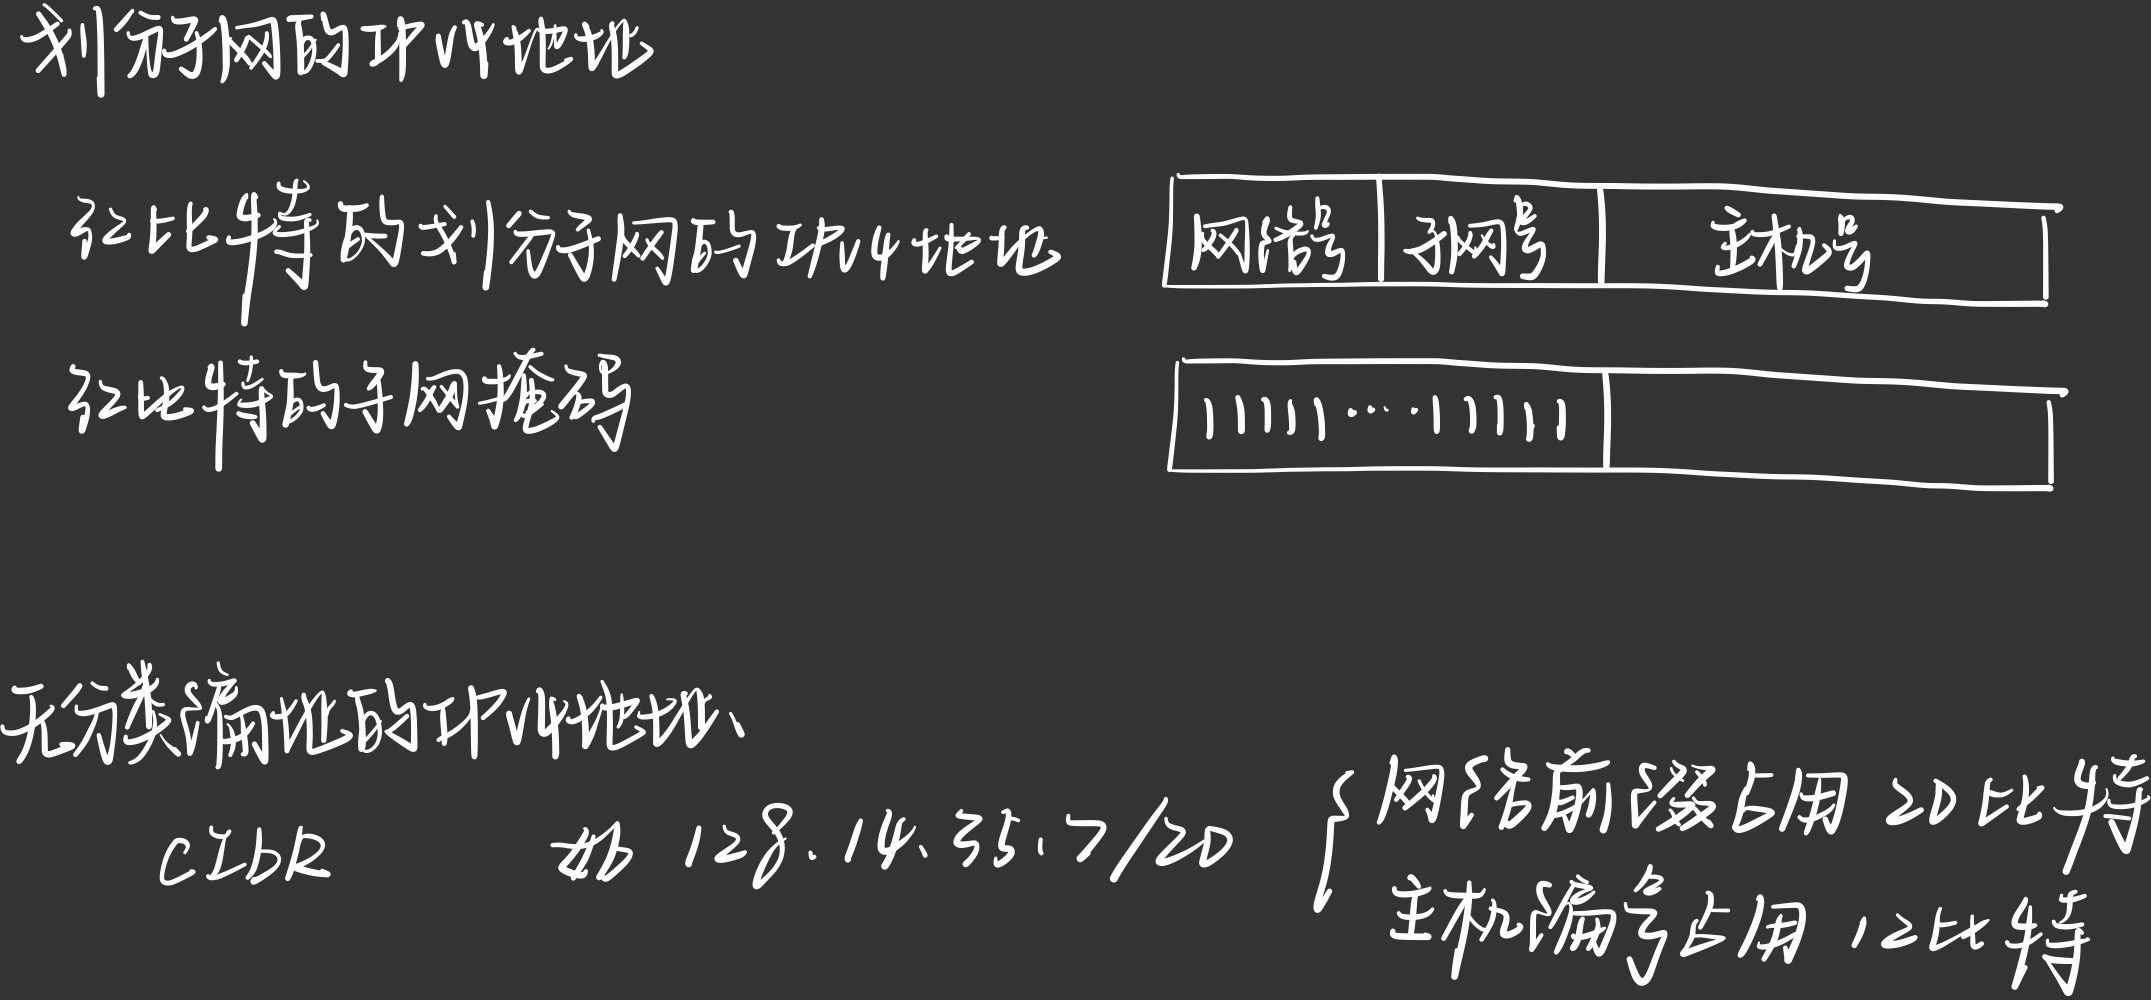 划分子网的IPV4地址
32比特的划分子网的IPV4地址
网络号 子网号 主机号
32比特的子网掩码
11111····11111
无分类编址的IPV4地址、
CIDR 如 128.14.35.7/20
网络前缀占用 20比特
主机编号占用 12比特